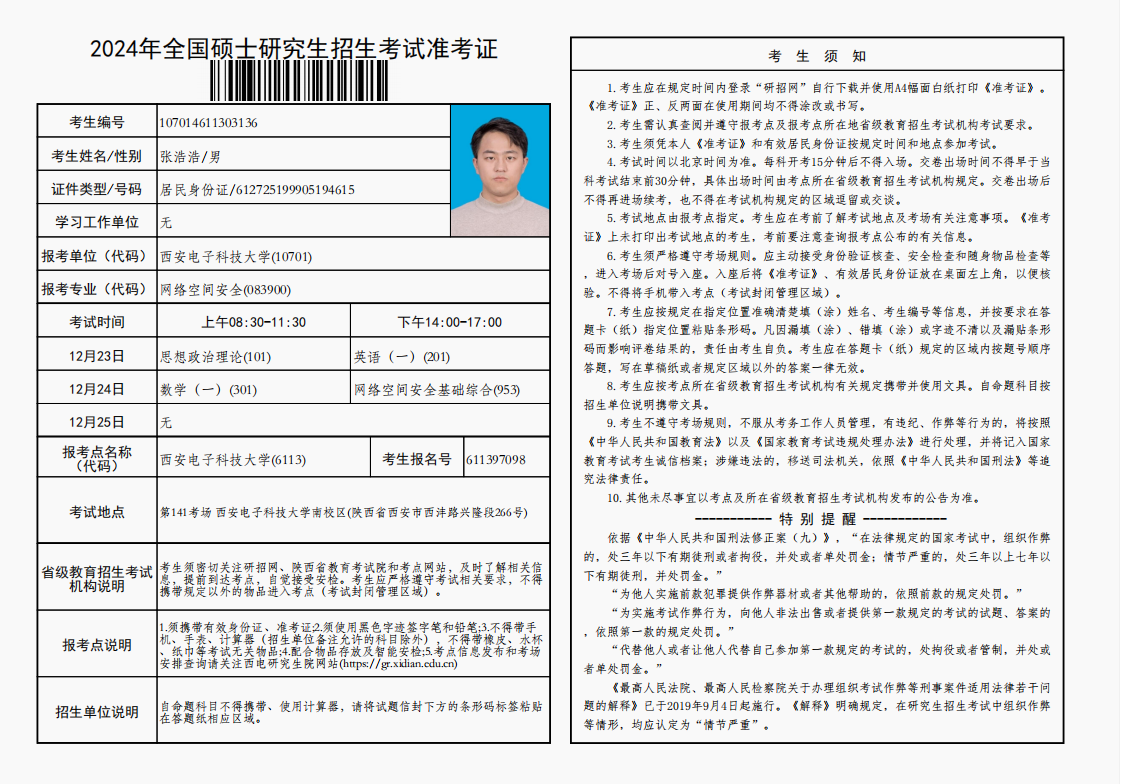 2024年全国硕士研究生招生考试准考证
考生编号 107014611303136
考生姓名/性别 张浩浩/男
证件类型/号码 居民身份证/612725199905194615
学习工作单位 无
报考单位（代码） 西安电子科技大学(10701)
报考专业（代码） 网络空间安全(083900)
考试时间 上午08:30-11:30 下午14:00-17:00
12月23日 思想政治理论(101) 英语（一）(201)
12月24日 数学（一）(301) 网络空间安全基础综合(953)
12月25日 无
报考点名称
（代码） 西安电子科技大学(6113) 考生报名号 611397098
考试地点 第141考场 西安电子科技大学南校区(陕西省西安市西沣路兴隆段266号)
省级教育招生考试
机构说明
考生须密切关注研招网、陕西省教育考试院和考点网站，及时了解相关信
息，提前到达考点，自觉接受安检。考生应严格遵守考试相关要求，不得
携带规定以外的物品进入考点（考试封闭管理区域）。
报考点说明
1.须携带有效身份证、准考证;2.须使用黑色字迹签字笔和铅笔;3.不得带手
机、手表、计算器（招生单位备注允许的科目除外），不得带橡皮、水杯
、纸巾等考试无关物品;4.配合物品存放及智能安检;5.考点信息发布和考场
安排查询请关注西电研究生院网站(https://gr.xidian.edu.cn)
招生单位说明
自命题科目不得携带、使用计算器，请将试题信封下方的条形码标签粘贴
在答题纸相应区域。
考 生 须 知
1.考生应在规定时间内登录“研招网”自行下载并使用A4幅面白纸打印《准考证》。
《准考证》正、反两面在使用期间均不得涂改或书写。
2.考生需认真查阅并遵守报考点及报考点所在地省级教育招生考试机构考试要求。
3.考生须凭本人《准考证》和有效居民身份证按规定时间和地点参加考试。
4.考试时间以北京时间为准。每科开考15分钟后不得入场。交卷出场时间不得早于当
科考试结束前30分钟，具体出场时间由考点所在省级教育招生考试机构规定。交卷出场后
不得再进场续考，也不得在考试机构规定的区域逗留或交谈。
5.考试地点由报考点指定。考生应在考前了解考试地点及考场有关注意事项。《准考
证》上未打印出考试地点的考生，考前要注意查询报考点公布的有关信息。
6.考生须严格遵守考场规则。应主动接受身份验证核查、安全检查和随身物品检查等
，进入考场后对号入座。入座后将《准考证》、有效居民身份证放在桌面左上角，以便核
验。不得将手机带入考点（考试封闭管理区域）。
7.考生应按规定在指定位置准确清楚填（涂）姓名、考生编号等信息，并按要求在答
题卡（纸）指定位置粘贴条形码。凡因漏填（涂）、错填（涂）或字迹不清以及漏贴条形
码而影响评卷结果的，责任由考生自负。考生应在答题卡（纸）规定的区域内按题号顺序
答题，写在草稿纸或者规定区域以外的答案一律无效。
8.考生应按考点所在省级教育招生考试机构有关规定携带并使用文具。自命题科目按
招生单位说明携带文具。
9.考生不遵守考场规则，不服从考务工作人员管理，有违纪、作弊等行为的，将按照
《中华人民共和国教育法》以及《国家教育考试违规处理办法》进行处理，并将记入国家
教育考试考生诚信档案；涉嫌违法的，移送司法机关，依照《中华人民共和国刑法》等追
究法律责任。
10.其他未尽事宜以考点及所在省级教育招生考试机构发布的公告为准。
----------- 特 别 提 醒 ------------
依据《中华人民共和国刑法修正案（九）》，“在法律规定的国家考试中，组织作弊
的，处三年以下有期徒刑或者拘役，并处或者单处罚金；情节严重的，处三年以上七年以
下有期徒刑，并处罚金。”
“为他人实施前款犯罪提供作弊器材或者其他帮助的，依照前款的规定处罚。”
“为实施考试作弊行为，向他人非法出售或者提供第一款规定的考试的试题、答案的
，依照第一款的规定处罚。”
“代替他人或者让他人代替自己参加第一款规定的考试的，处拘役或者管制，并处或
者单处罚金。”
《最高人民法院、最高人民检察院关于办理组织考试作弊等刑事案件适用法律若干问
题的解释》已于2019年9月4日起施行。《解释》明确规定，在研究生招生考试中组织作弊
等情形，均应认定为“情节严重”。